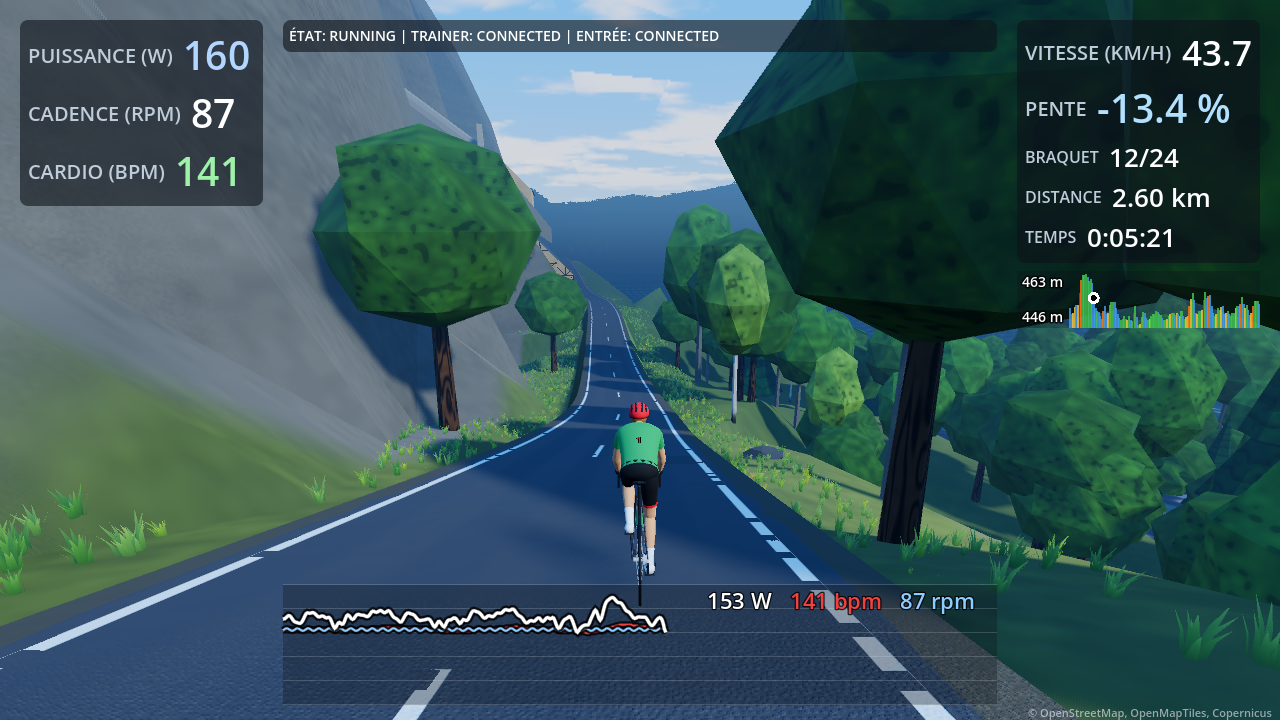 PUISSANCE (W) 160
CADENCE (RPM) 87
CARDIO (BPM) 141
ÉTAT: RUNNING | TRAINER: CONNECTED | ENTRÉE: CONNECTED
VITESSE (KM/H) 43.7
PENTE -13.4 %
BRAQUET 12/24
DISTANCE 2.60 km
TEMPS 0:05:21
463 m
446 m
153 W 141 bpm 87 rpm
© OpenStreetMap, OpenMapTiles, Copernicus